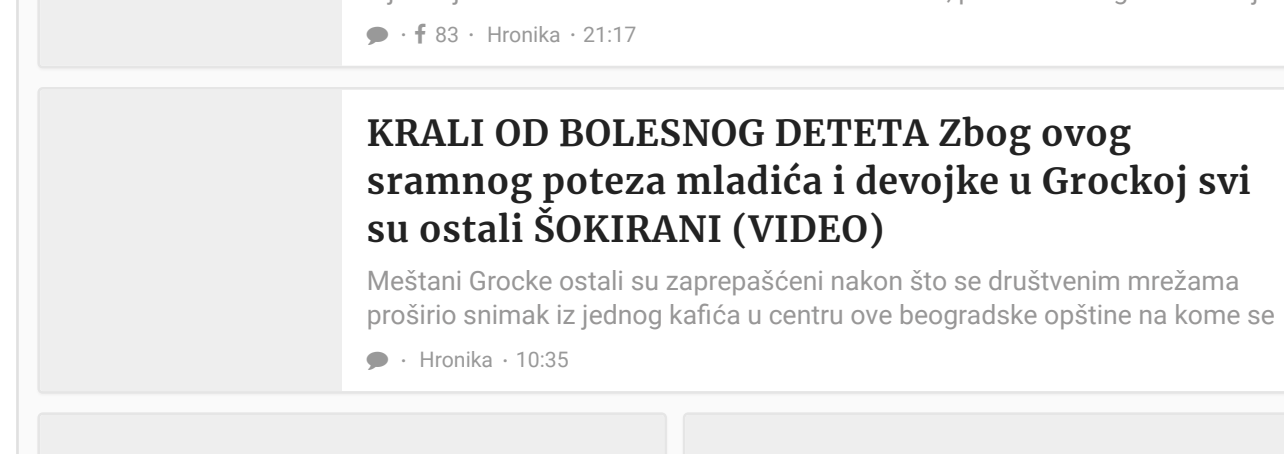 · f 83 · Hronika · 21:17
KRALI OD BOLESNOG DETETA Zbog ovog
sramnog poteza mladića i devojke u Grockoj svi
su ostali ŠOKIRANI (VIDEO)
Meštani Grocke ostali su zaprepašćeni nakon što se društvenim mrežama
proširio snimak iz jednog kafića u centru ove beogradske opštine na kome se
· Hronika · 10:35